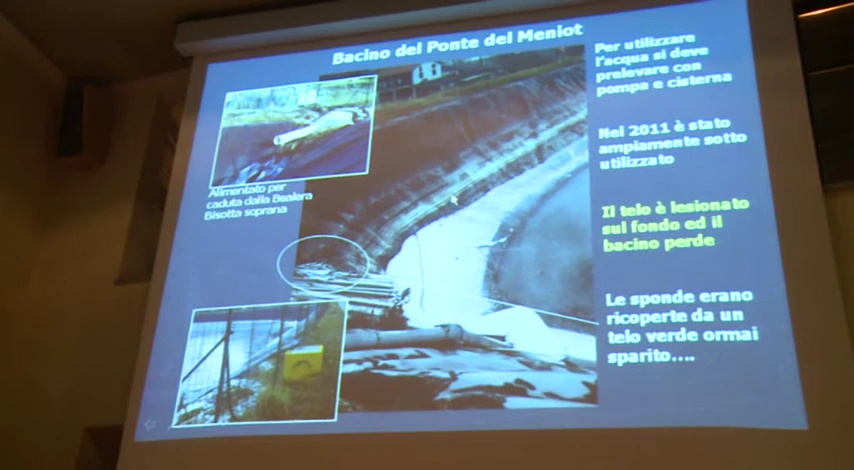 Bacino del Ponte del Meniot
Per utilizzare
l'acqua si deve
prelevare con
pompa e cisterna
Nel 2011 è stato
ampiamente sotto
utilizzato
Alimentato per
caduta dalla Bealera
Bisotta soprana
Il telo è lesionato
sul fondo ed il
bacino perde
Le sponde erano
ricoperte da un
telo verde ormai
sparito....